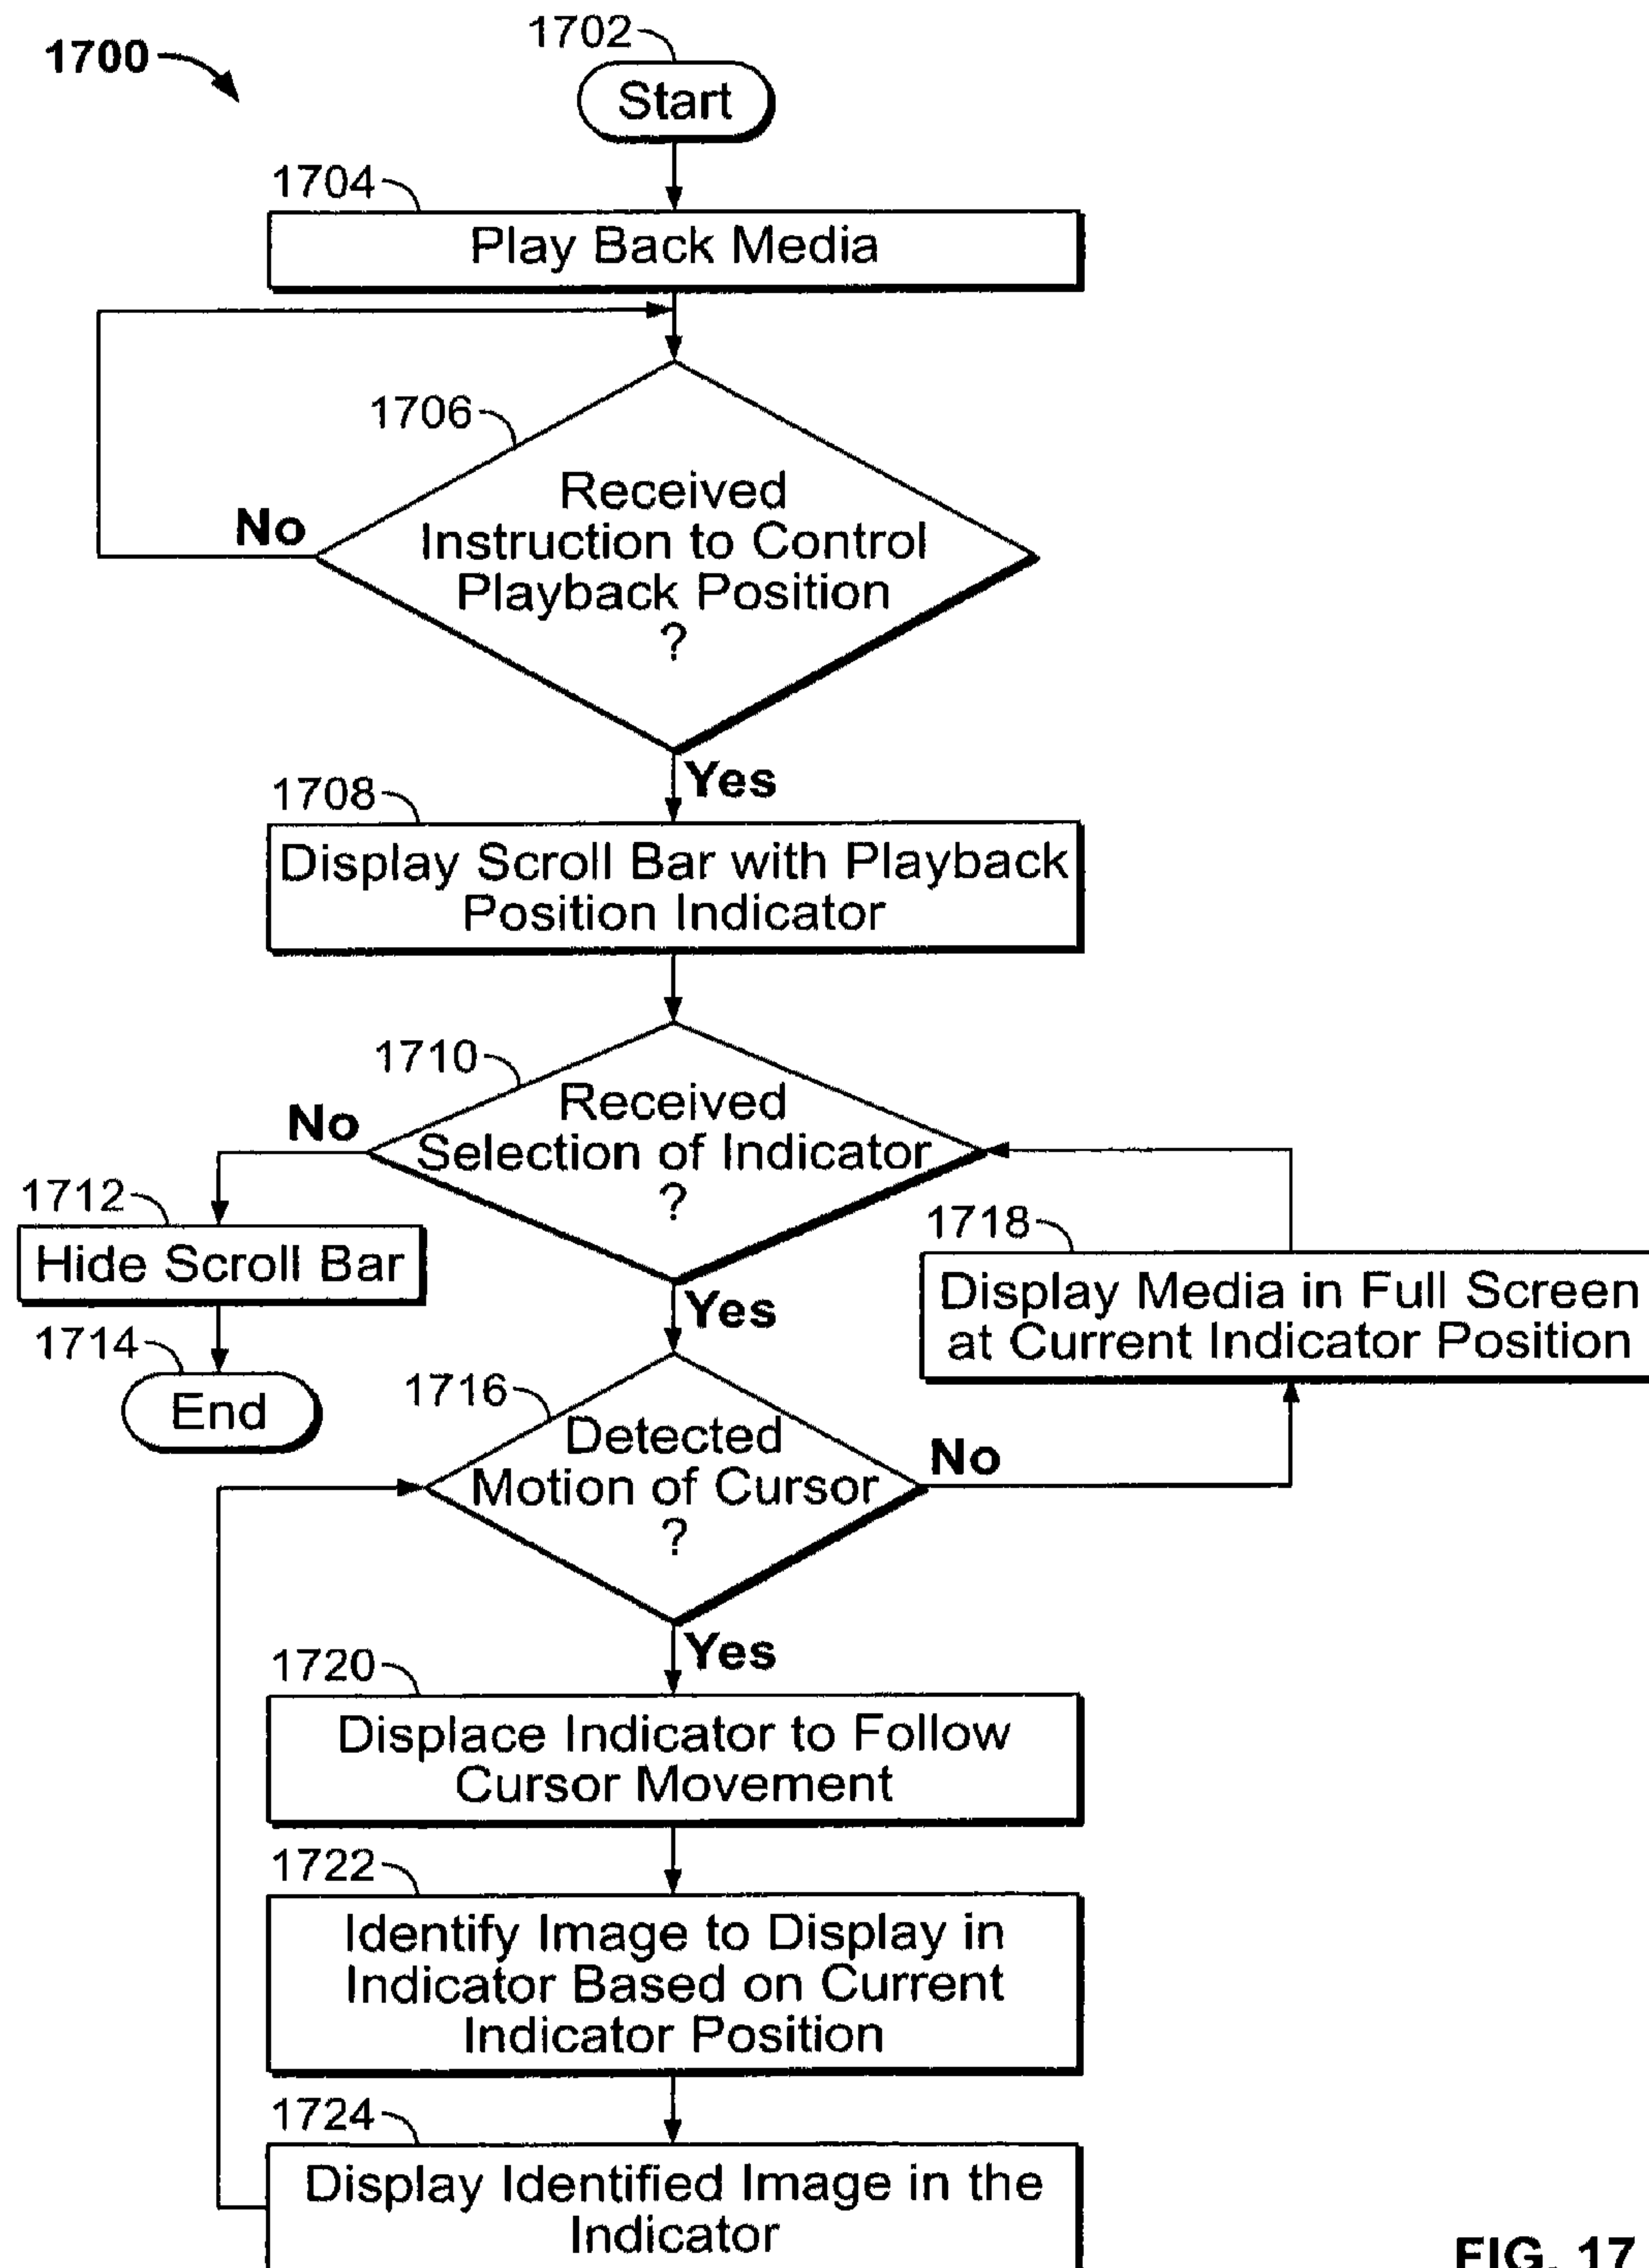 1700
1702
Start
1704
Play Back Media
1706
Received
Instruction to Control
Playback Position
?
No
Yes
1708
Display Scroll Bar with Playback
Position Indicator
1710
Received
Selection of Indicator
?
No
Yes
1712
Hide Scroll Bar
1714
End
1718
Display Media in Full Screen
at Current Indicator Position
1716
Detected
Motion of Cursor
?
No
Yes
1720
Displace Indicator to Follow
Cursor Movement
1722
Identify Image to Display in
Indicator Based on Current
Indicator Position
1724
Display Identified Image in the
Indicator
FIG. 17